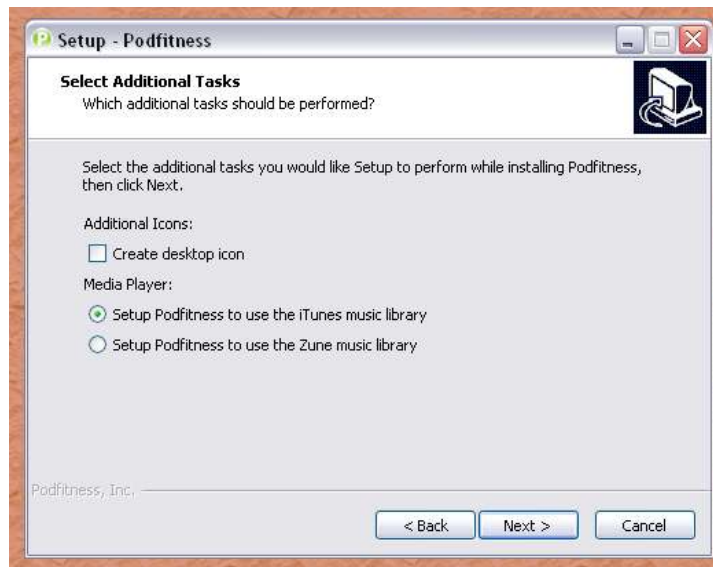 Setup - Podfitness
Select Additional Tasks
Which additional tasks should be performed?
Select the additional tasks you would like Setup to perform while installing Podfitness,
then click Next.
Additional Icons:
Create desktop icon
Media Player:
Setup Podfitness to use the iTunes music library
Setup Podfitness to use the Zune music library
Podfitness, Inc.
< Back Next > Cancel